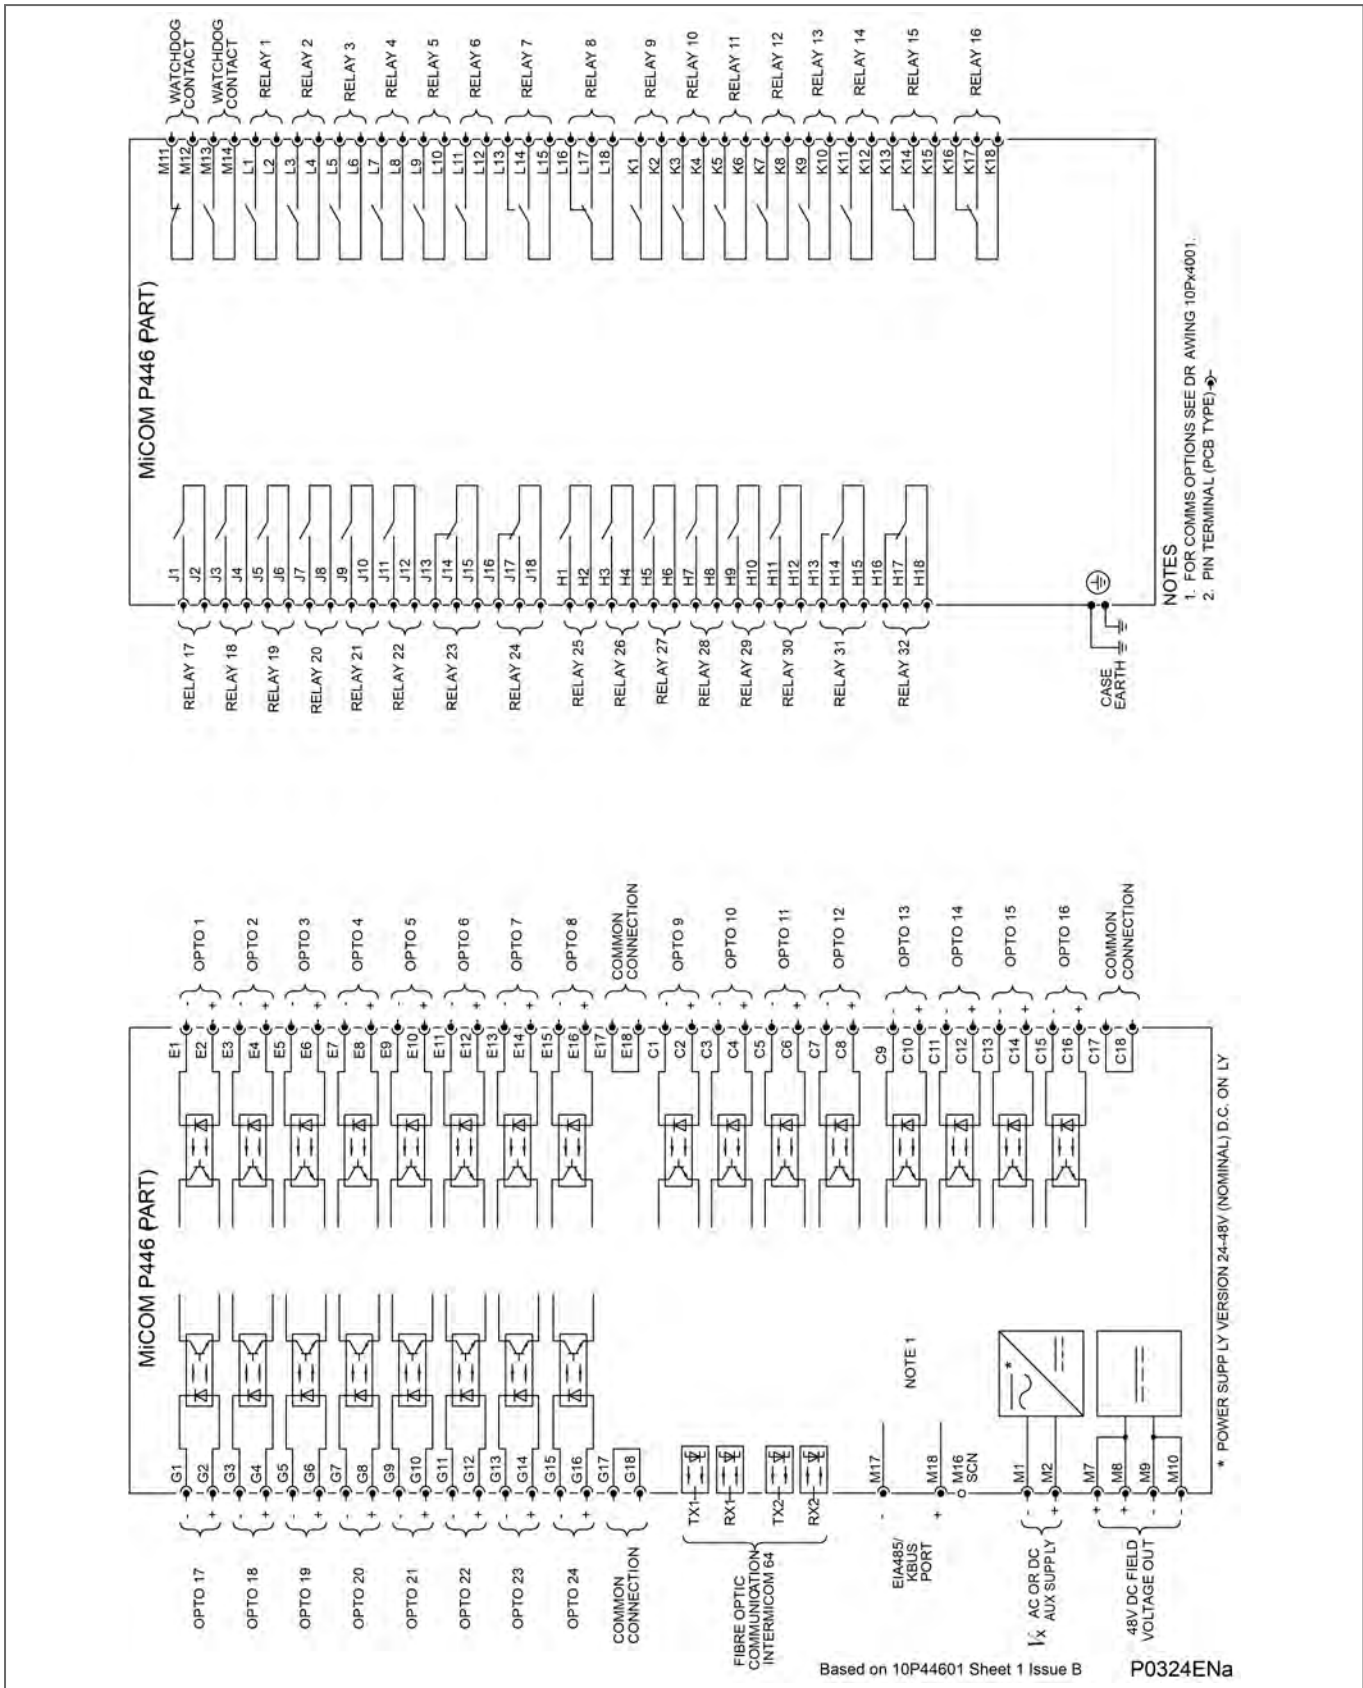 MiCOM P446 (PART)
J1
J2
J3
J4
J5
J6
J7
J8
J9
J10
J11
J12
J13
J14
J15
J16
J17
J18
H1
H2
H3
H4
H5
H6
H7
H8
H9
H10
H11
H12
H13
H14
H15
H16
H17
H18
RELAY 17
RELAY 18
RELAY 19
RELAY 20
RELAY 21
RELAY 22
RELAY 23
RELAY 24
RELAY 25
RELAY 26
RELAY 27
RELAY 28
RELAY 29
RELAY 30
RELAY 31
RELAY 32
CASE
EARTH
WATCHDOG
CONTACT
WATCHDOG
CONTACT
RELAY 1
RELAY 2
RELAY 3
RELAY 4
RELAY 5
RELAY 6
RELAY 7
RELAY 8
RELAY 9
RELAY 10
RELAY 11
RELAY 12
RELAY 13
RELAY 14
RELAY 15
RELAY 16
M11
M12
M13
M14
L1
L2
L3
L4
L5
L6
L7
L8
L9
L10
L11
L12
L13
L14
L15
L16
L17
L18
K1
K2
K3
K4
K5
K6
K7
K8
K9
K10
K11
K12
K13
K14
K15
K16
K17
K18
NOTES
1. FOR COMMS OPTIONS SEE DR AWING 10Px4001.
2. PIN TERMINAL (PCB TYPE)
MiCOM P446 (PART)
OPTO 17
- G1
+ G2
OPTO 18
- G3
+ G4
OPTO 19
- G5
+ G6
OPTO 20
- G7
+ G8
OPTO 21
- G9
+ G10
OPTO 22
- G11
+ G12
OPTO 23
- G13
+ G14
OPTO 24
- G15
+ G16
COMMON
CONNECTION
G17
G18
FIBRE OPTIC
COMMUNICATION
INTERMICOM 64
TX1
RX1
TX2
RX2
EIA485/
KBUS
PORT
- M17
+ M18
M16
SCN
NOTE 1
Vx AC OR DC
AUX SUPPLY
- M1
+ M2
*
48V DC FIELD
VOLTAGE OUT
+ M7
+ M8
- M9
- M10
E1 -
E2 +
OPTO 1
E3 -
E4 +
OPTO 2
E5 -
E6 +
OPTO 3
E7 -
E8 +
OPTO 4
E9 -
E10 +
OPTO 5
E11 -
E12 +
OPTO 6
E13 -
E14 +
OPTO 7
E15 -
E16 +
OPTO 8
E17
E18
COMMON
CONNECTION
C1 -
C2 +
OPTO 9
C3 -
C4 +
OPTO 10
C5 -
C6 +
OPTO 11
C7 -
C8 +
OPTO 12
C9 -
C10 +
OPTO 13
C11 -
C12 +
OPTO 14
C13 -
C14 +
OPTO 15
C15 -
C16 +
OPTO 16
C17
C18
COMMON
CONNECTION
* POWER SUPP LY VERSION 24-48V (NOMINAL) D.C. ON LY
Based on 10P44601 Sheet 1 Issue B
P0324ENa